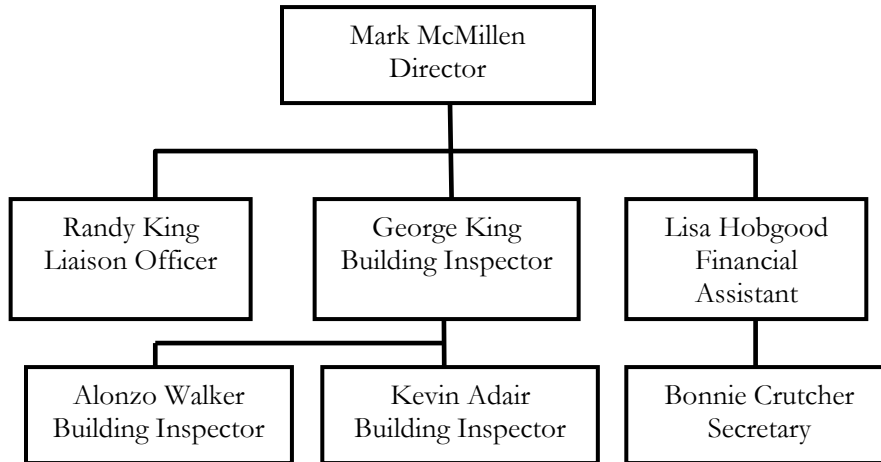 Mark McMillen
Director
Randy King
Liaison Officer
George King
Building Inspector
Lisa Hobgood
Financial
Assistant
Alonzo Walker
Building Inspector
Kevin Adair
Building Inspector
Bonnie Crutcher
Secretary